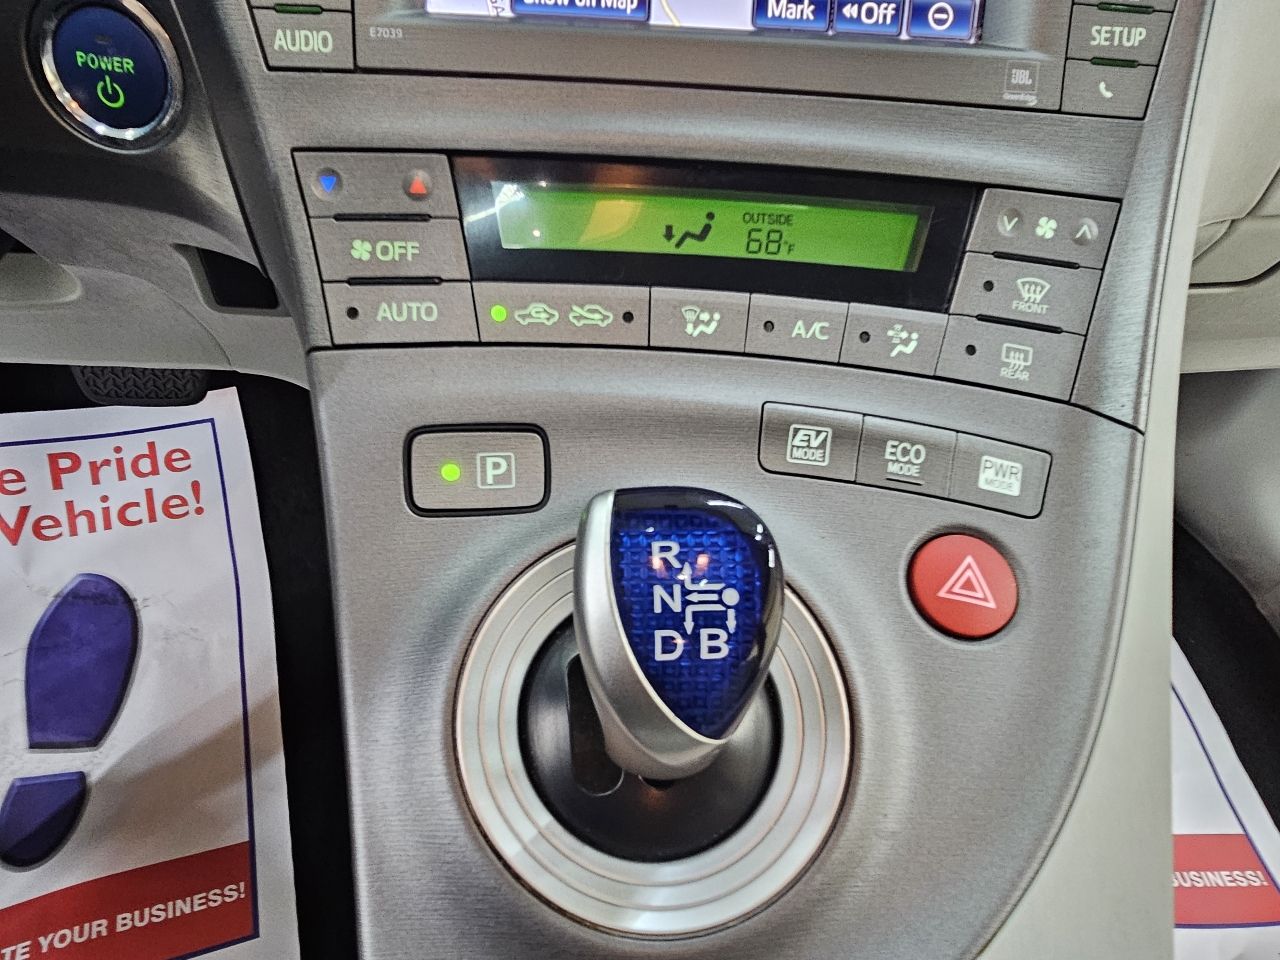 Show on Map
Mark
Off
AUDIO
E7039
SETUP
JBL
POWER
OFF
OUTSIDE
68°F
FRONT
AUTO
A/C
REAR
P
EV
MODE
ECO
MODE
PWR
MODE
e Pride
Vehicle!
R
N
D B
TE YOUR BUSINESS!
BUSINESS!